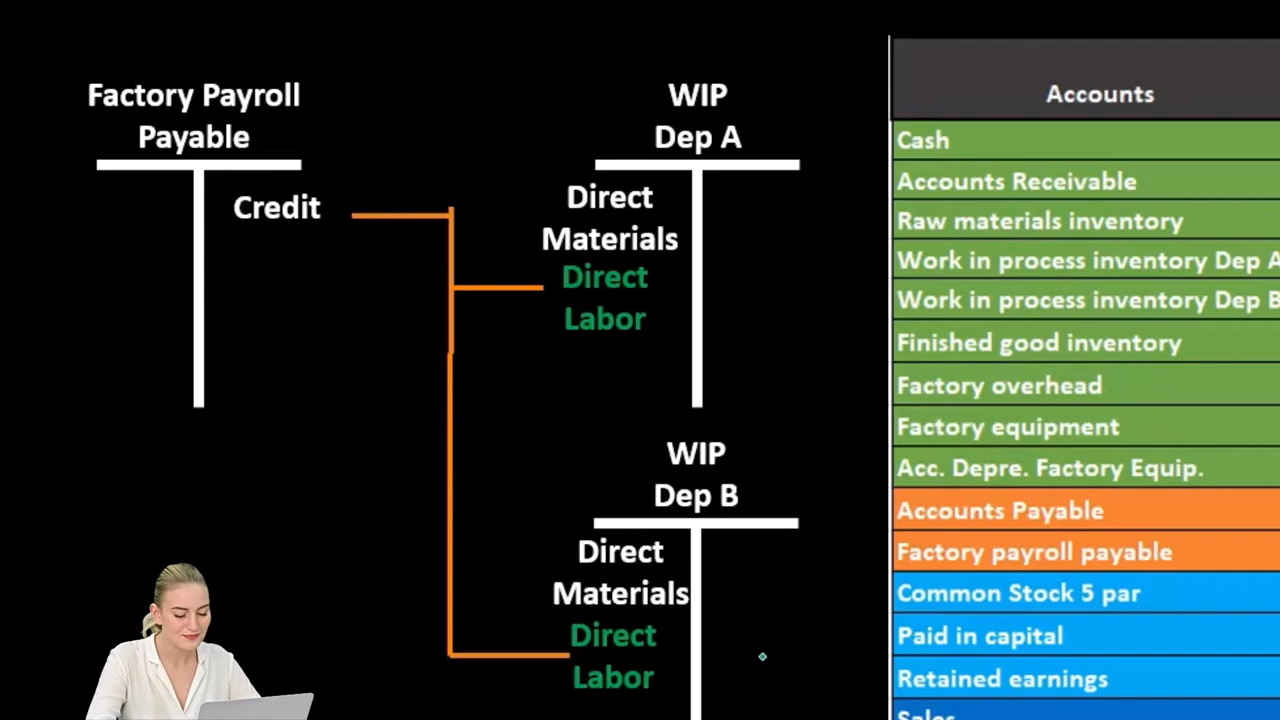 Factory Payroll
Payable
Credit
WIP
Dep A
Direct
Materials
Direct
Labor
WIP
Dep B
Direct
Materials
Direct
Labor
Accounts
Cash
Accounts Receivable
Raw materials inventory
Work in process inventory Dep A
Work in process inventory Dep B
Finished good inventory
Factory overhead
Factory equipment
Acc. Depre. Factory Equip.
Accounts Payable
Factory payroll payable
Common Stock 5 par
Paid in capital
Retained earnings
Sales